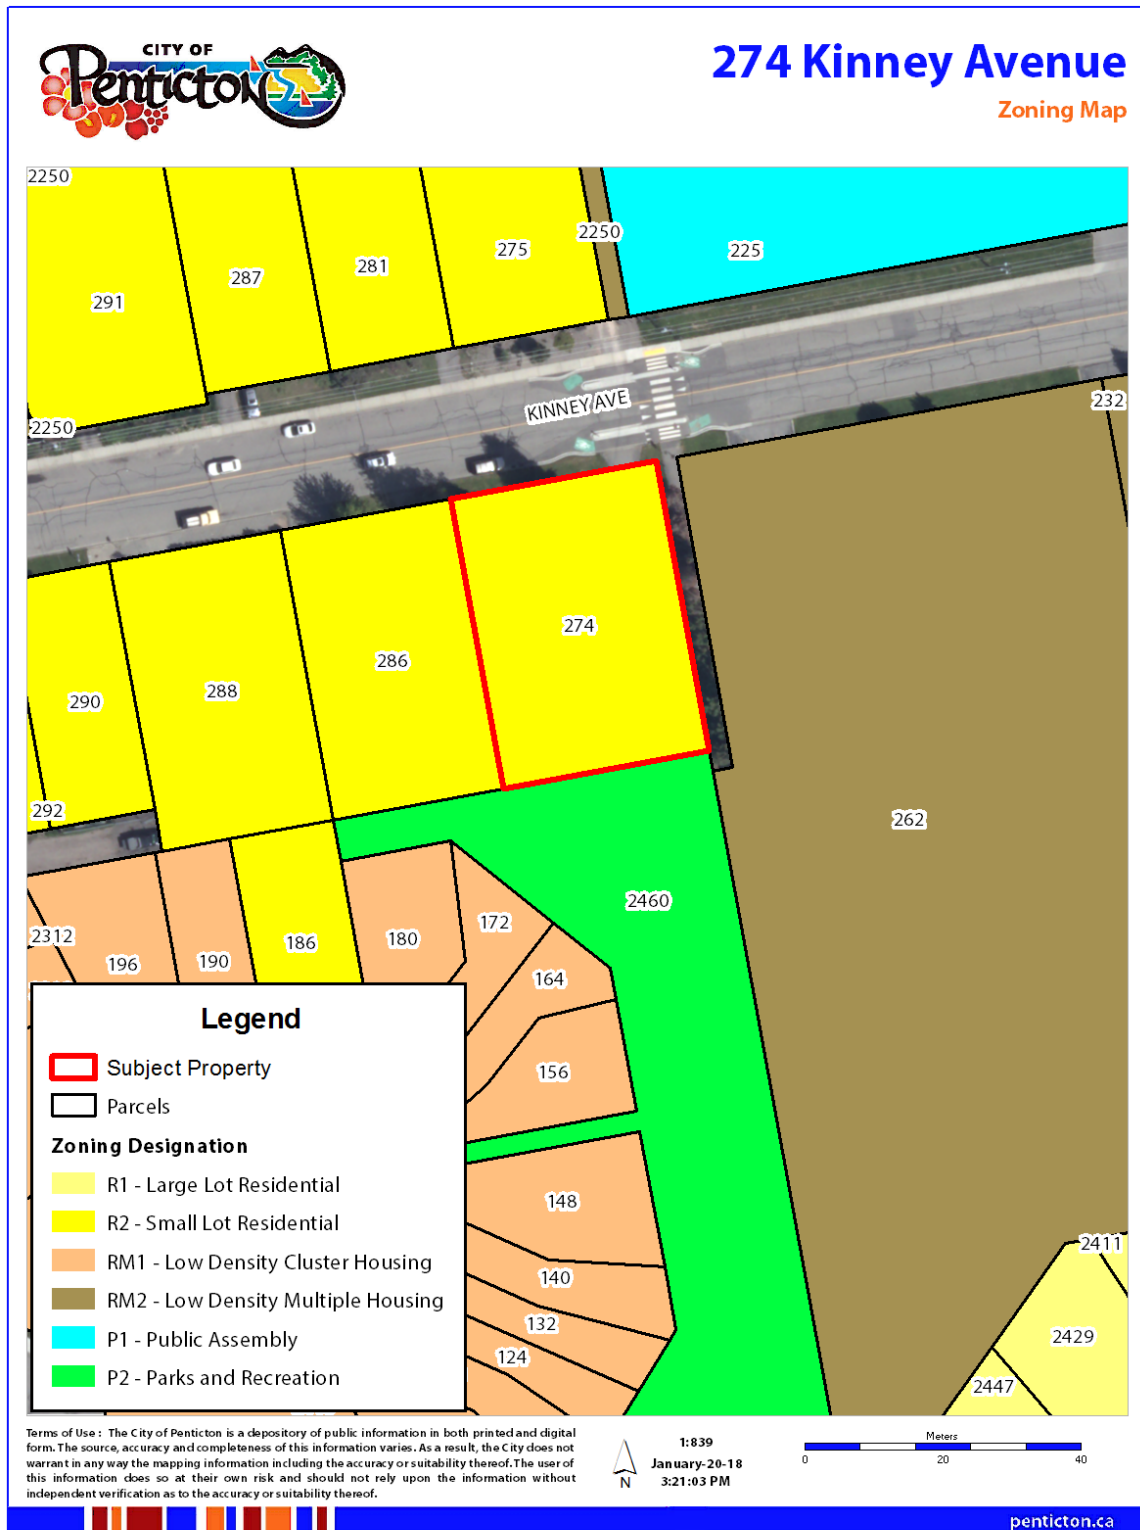 CITY OF
Penticton
274 Kinney Avenue
Zoning Map
2250
291
287
281
275
2250
225
2250
KINNEY AVE
232
274
286
288
290
292
262
2460
2312
196
190
186
180
172
164
156
148
140
132
124
2411
2429
2447
Legend
Subject Property
Parcels
Zoning Designation
R1 - Large Lot Residential
R2 - Small Lot Residential
RM1 - Low Density Cluster Housing
RM2 - Low Density Multiple Housing
P1 - Public Assembly
P2 - Parks and Recreation
Terms of Use : The City of Penticton is a depository of public information in both printed and digital
form. The source, accuracy and completeness of this information varies. As a result, the City does not
warrant in any way the mapping information including the accuracy or suitability thereof. The user of
this information does so at their own risk and should not rely upon the information without
independent verification as to the accuracy or suitability thereof.
N
1:839
January-20-18
3:21:03 PM
Meters
0 20 40
penticton.ca